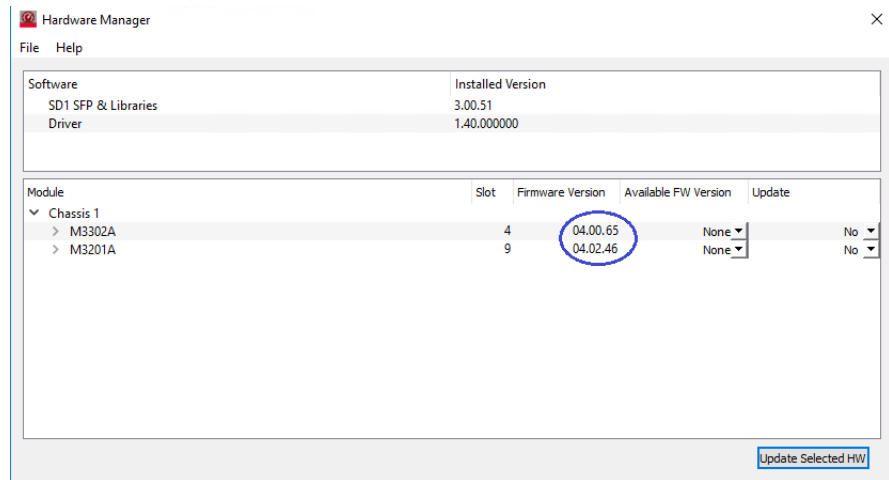 Hardware Manager
File Help
Software Installed Version
SD1 SFP & Libraries 3.00.51
Driver 1.40.000000
Module Slot Firmware Version Available FW Version Update
Chassis 1
M3302A 4 04.00.65 None No
M3201A 9 04.02.46 None No
Update Selected HW